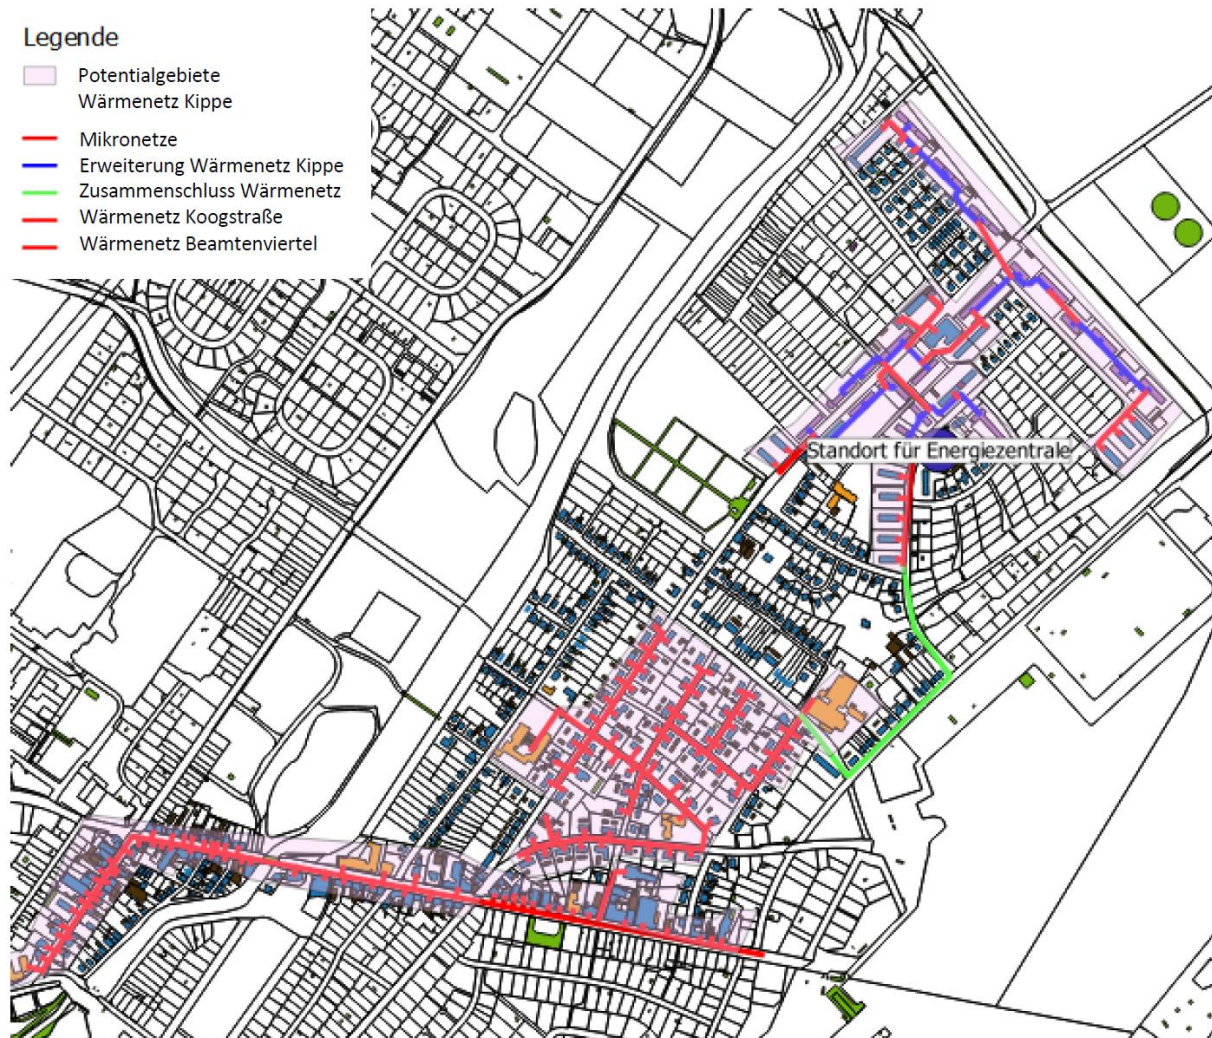 Legende
Potentialgebiete
Wärmenetz Kippe
Mikronetze
Erweiterung Wärmenetz Kippe
Zusammenschluss Wärmenetz
Wärmenetz Koogstraße
Wärmenetz Beamtenviertel
Standort für Energiezentrale